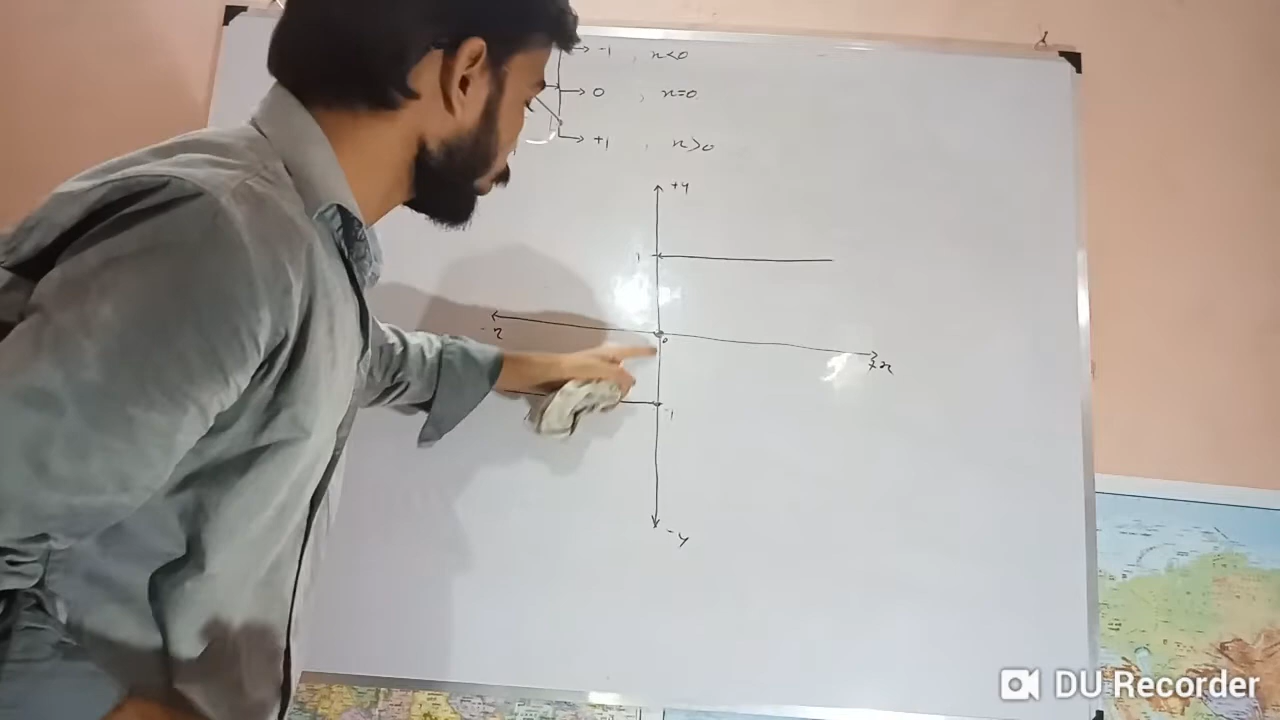 -1 , x<0
0 , x=0
+1 , x>0
+y
1
-x
0
+x
-1
-y
DU Recorder